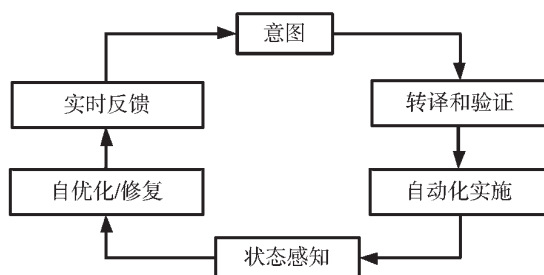 意图
实时反馈
转译和验证
自优化/修复
自动化实施
状态感知